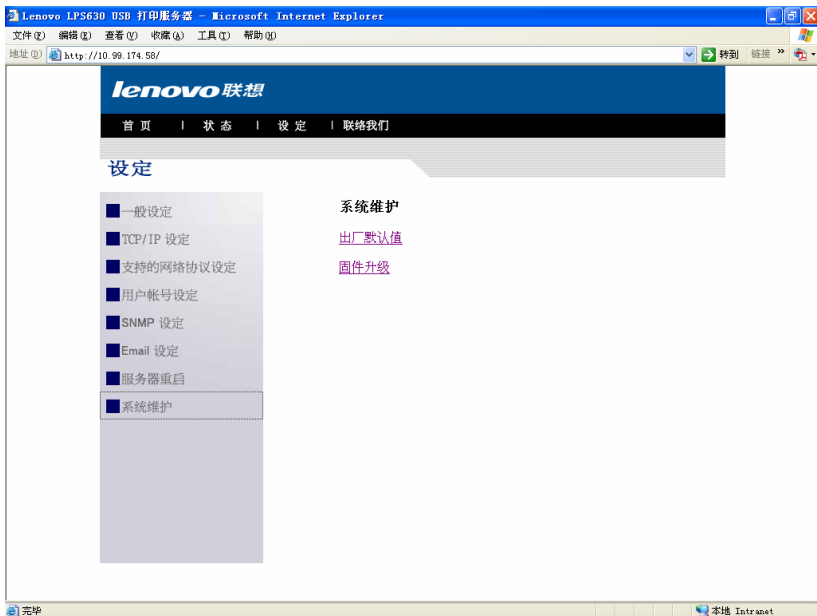 Lenovo LPS630 USB 打印服务器 - Microsoft Internet Explorer
文件(F) 编辑(E) 查看(V) 收藏(A) 工具(T) 帮助(H)
地址(D) http://10.99.174.58/ 转到 链接 »
lenovo联想
首页 | 状态 | 设定 | 联络我们
设定
一般设定
TCP/IP 设定
支持的网络协议设定
用户帐号设定
SNMP 设定
Email 设定
服务器重启
系统维护
系统维护
出厂默认值
固件升级
完毕 本地 Intranet